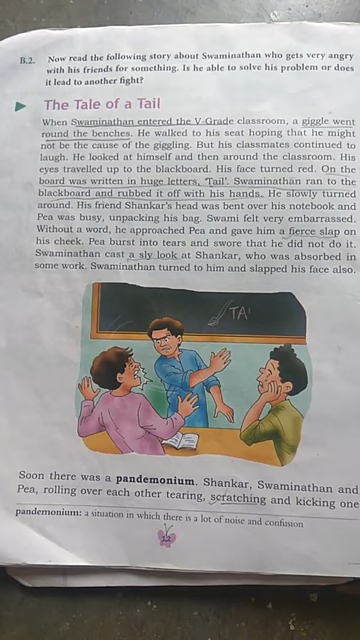 B.2. Now read the following story about Swaminathan who gets very angry
with his friends for something. Is he able to solve his problem or does
it lead to another fight?
The Tale of a Tail
When Swaminathan entered the V-Grade classroom, a giggle went
round the benches. He walked to his seat hoping that he might
not be the cause of the giggling. But his classmates continued to
laugh. He looked at himself and then around the classroom. His
eyes travelled up to the blackboard. His face turned red. On the
board was written in huge letters, 'Tail'. Swaminathan ran to the
blackboard and rubbed it off with his hands. He slowly turned
around. His friend Shankar's head was bent over his notebook and
Pea was busy, unpacking his bag. Swami felt very embarrassed.
Without a word, he approached Pea and gave him a fierce slap on
his cheek. Pea burst into tears and swore that he did not do it.
Swaminathan cast a sly look at Shankar, who was absorbed in
some work. Swaminathan turned to him and slapped his face also.
TA
Soon there was a pandemonium. Shankar, Swaminathan and
Pea, rolling over each other tearing, scratching and kicking one
pandemonium: a situation in which there is a lot of noise and confusion